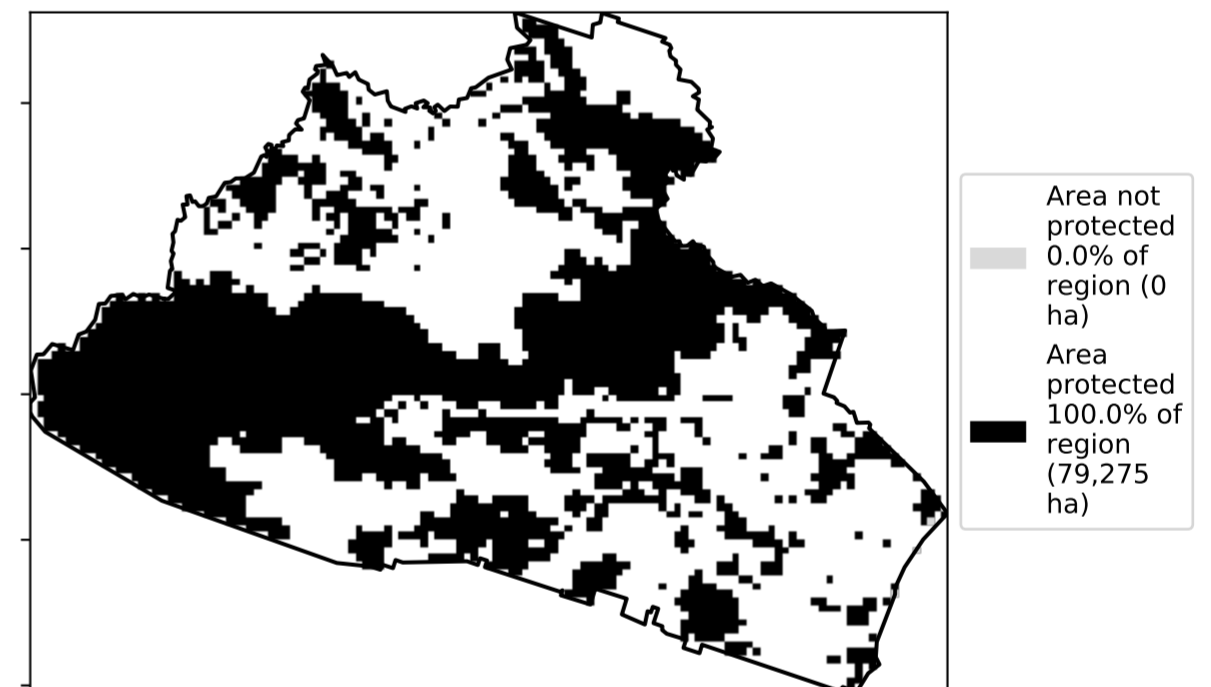 Area not
protected
0.0% of
region (0
ha)
Area
protected
100.0% of
region
(79,275
ha)